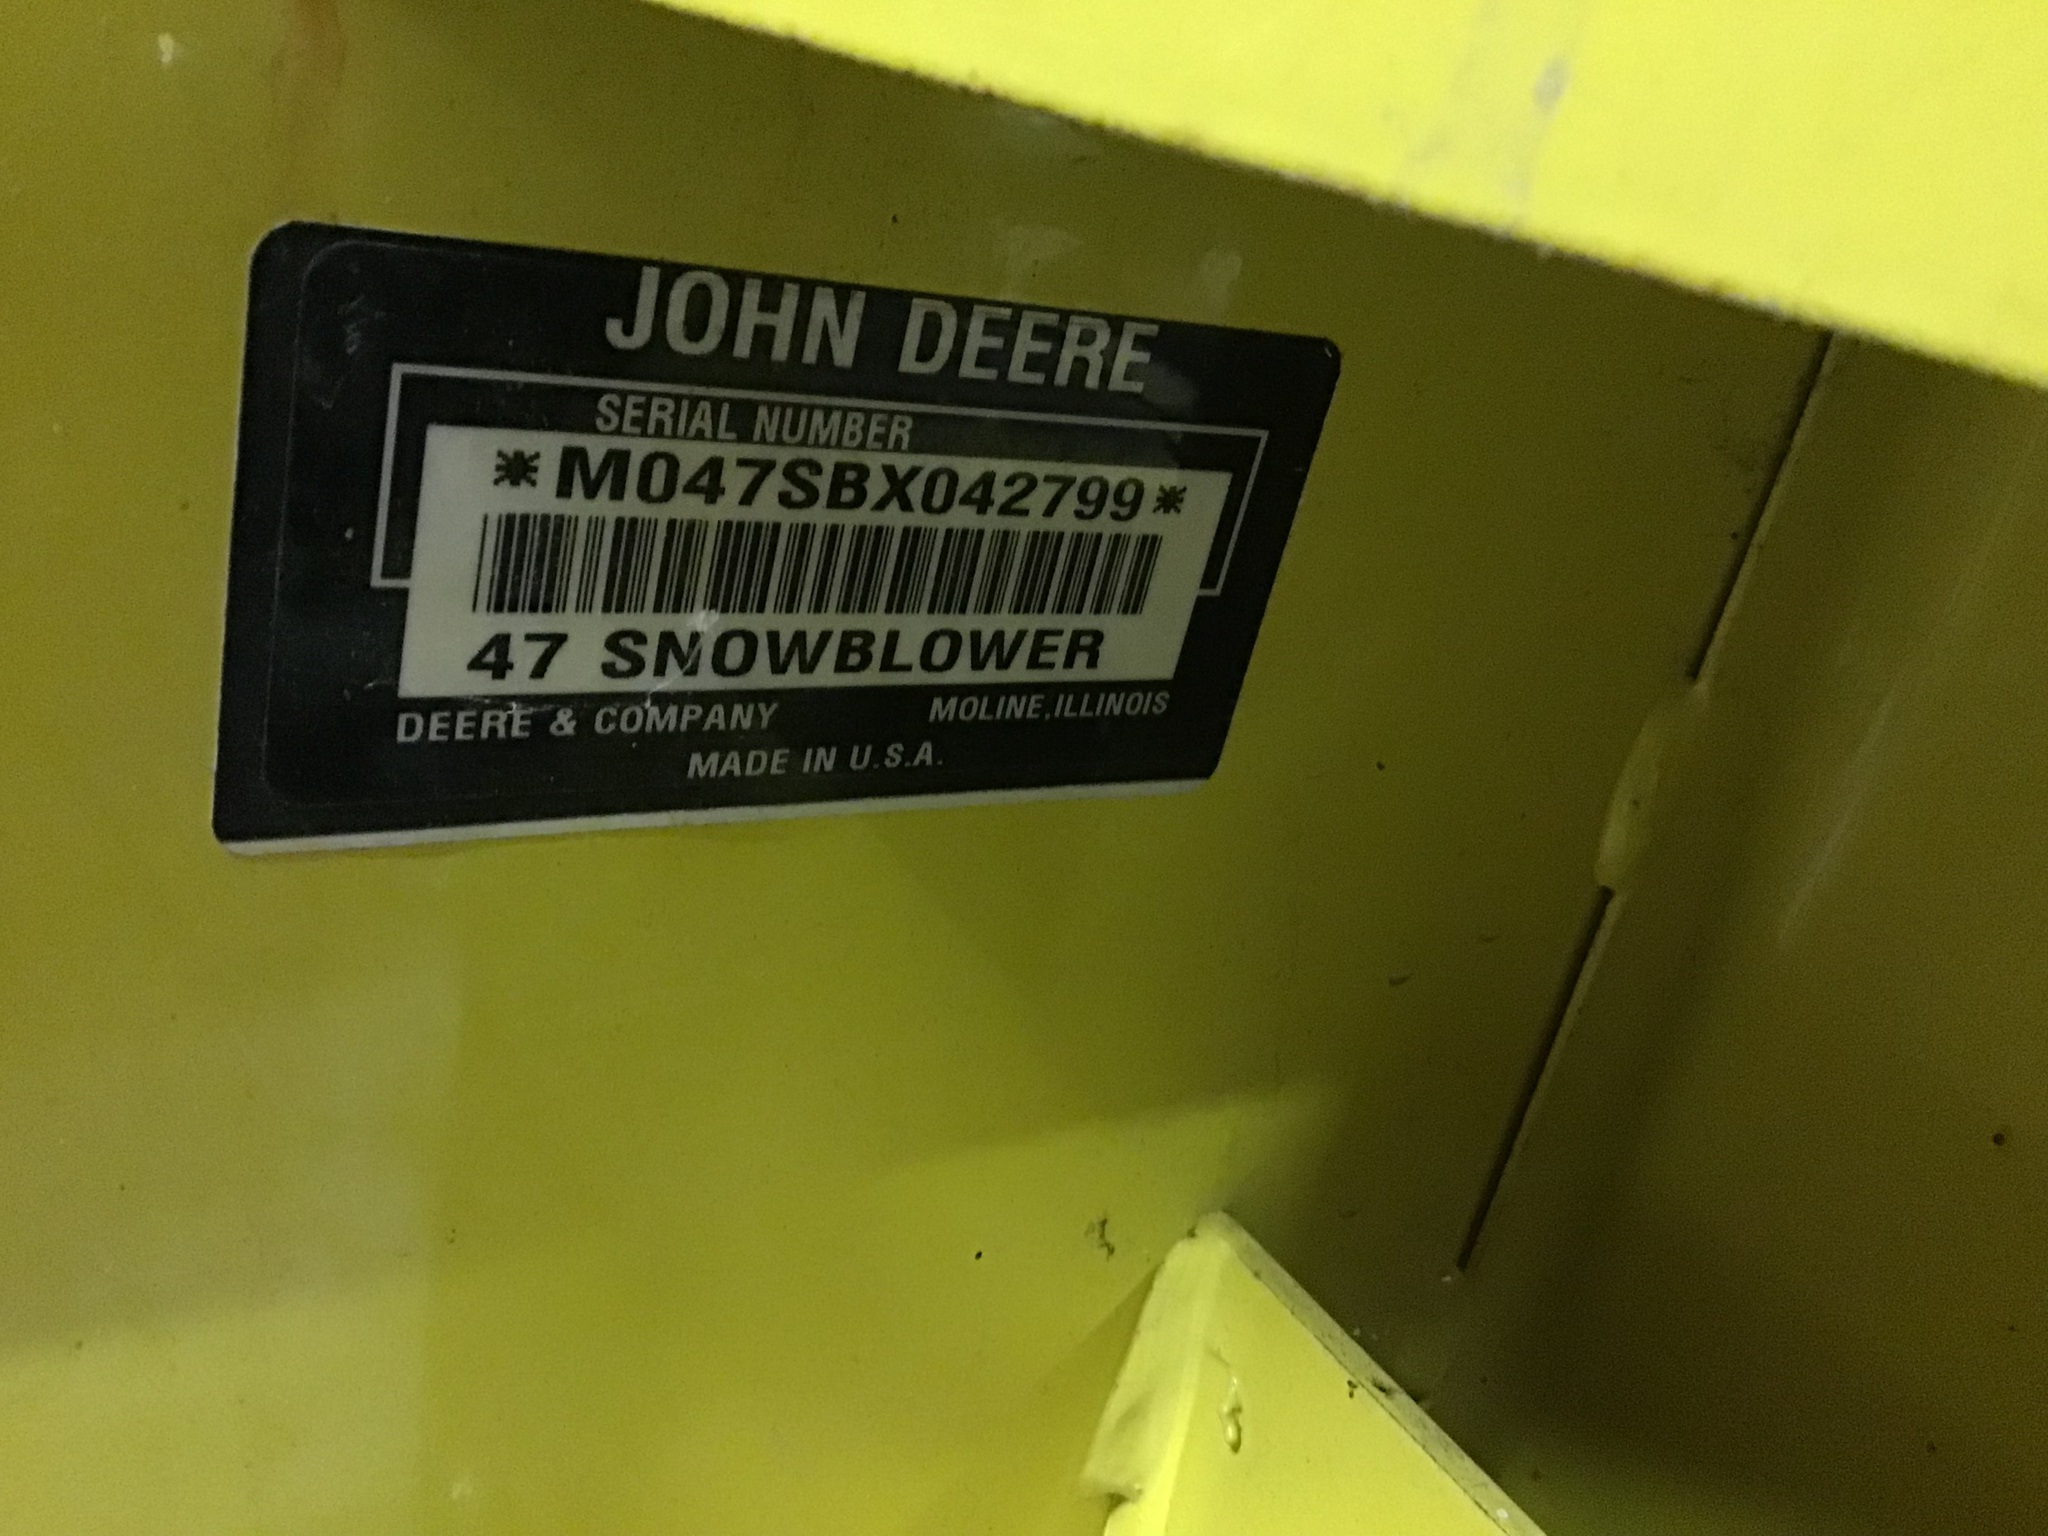 JOHN DEERE
SERIAL NUMBER
*M047SBX042799*
47 SNOWBLOWER
DEERE & COMPANY MOLINE, ILLINOIS
MADE IN U.S.A.